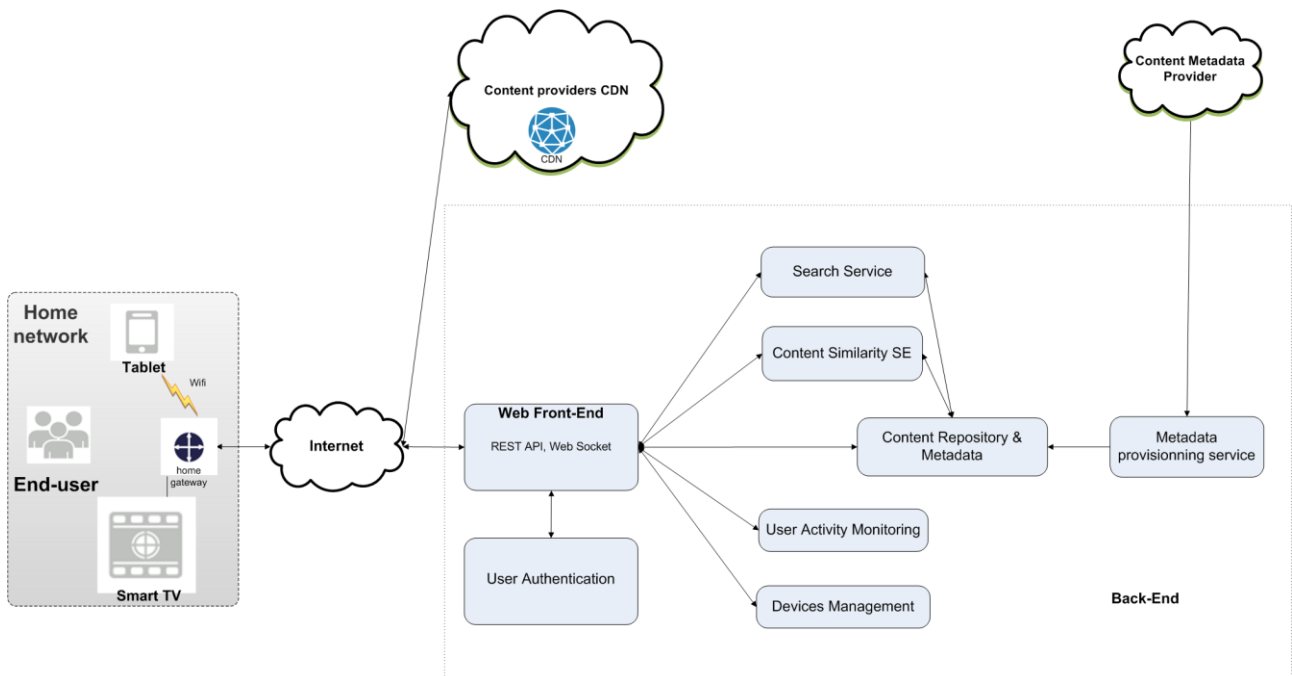 Content providers CDN
CDN
Content Metadata
Provider
Home
network
Tablet
Wifi
home
gateway
End-user
Smart TV
Internet
Web Front-End
REST API, Web Socket
User Authentication
Search Service
Content Similarity SE
Content Repository &
Metadata
Metadata
provisionning service
User Activity Monitoring
Devices Management
Back-End